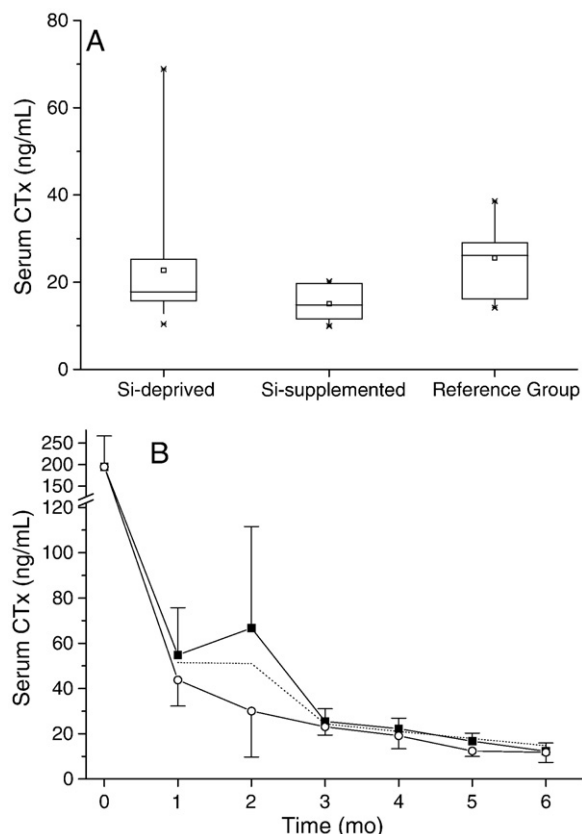 A
Serum CTx (ng/mL)
80
60
40
20
0
Si-deprived Si-supplemented Reference Group
B
Serum CTx (ng/mL)
250
200
150
120
100
80
60
40
20
0
0 1 2 3 4 5 6
Time (mo)